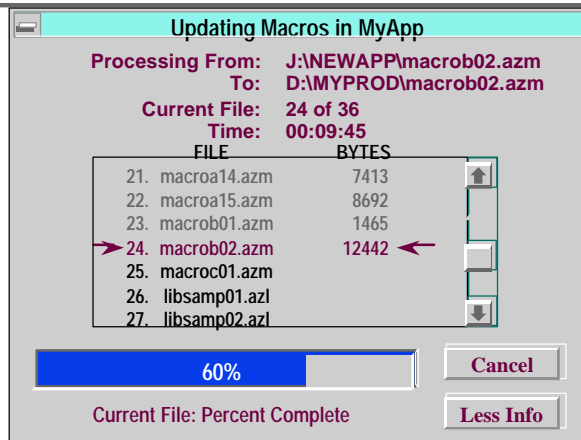 Updating Macros in MyApp
Processing From: J:\NEWAPP\macrob02.azm
To: D:\MYPROD\macrob02.azm
Current File: 24 of 36
Time: 00:09:45
FILE BYTES
21. macroa14.azm 7413
22. macroa15.azm 8692
23. macrob01.azm 1465
24. macrob02.azm 12442
25. macroc01.azm
26. libsamp01.azl
27. libsamp02.azl
60%
Cancel
Current File: Percent Complete
Less Info